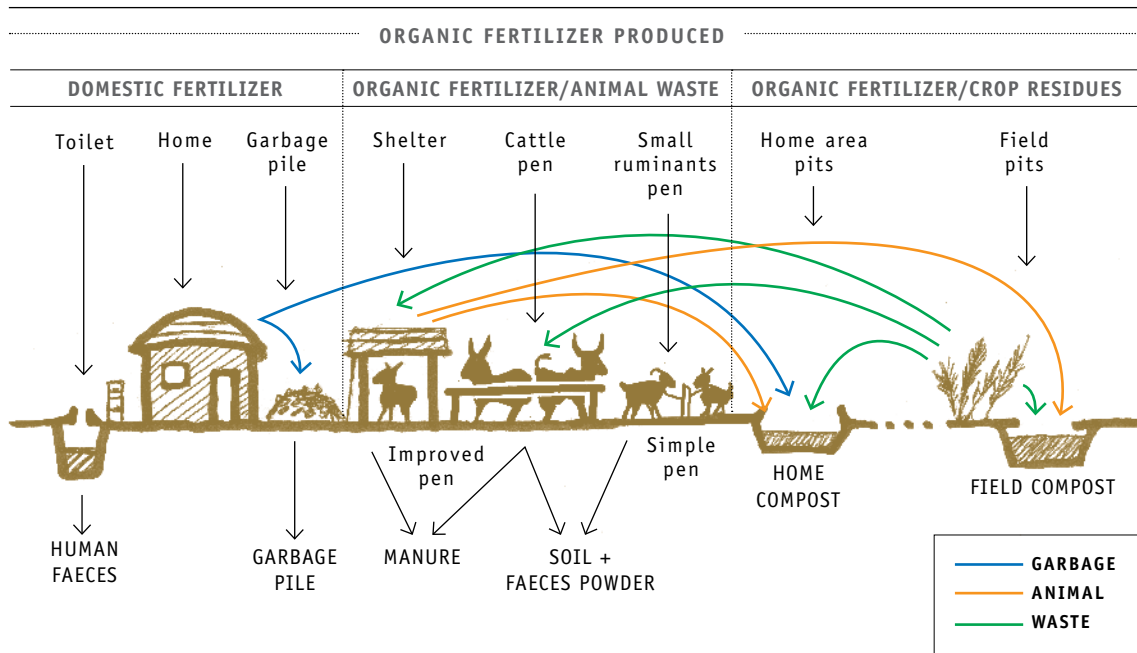 ORGANIC FERTILIZER PRODUCED
DOMESTIC FERTILIZER
ORGANIC FERTILIZER/ANIMAL WASTE
ORGANIC FERTILIZER/CROP RESIDUES
Toilet
Home
Garbage
pile
Shelter
Cattle
pen
Small
ruminants
pen
Home area
pits
Field
pits
Improved
pen
Simple
pen
HOME
COMPOST
FIELD COMPOST
HUMAN
FAECES
GARBAGE
PILE
MANURE
SOIL +
FAECES POWDER
GARBAGE
ANIMAL
WASTE